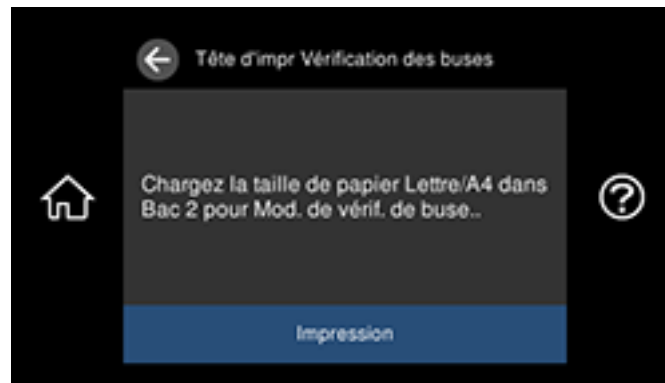 Tête d'impr Vérification des buses
Chargez la taille de papier Lettre/A4 dans
Bac 2 pour Mod. de vérif. de buse..
Impression